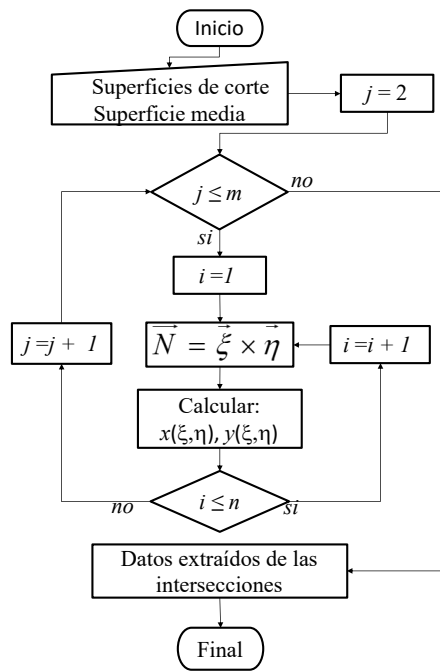 Inicio
Superficies de corte
Superficie media
j = 2
j ≤ m
no
si
i=1
j =j + 1
N⃗ = ξ⃗ × η⃗
i=i + 1
Calcular:
x(ξ,η), y(ξ,η)
no
i ≤ n
si
Datos extraídos de las
intersecciones
Final